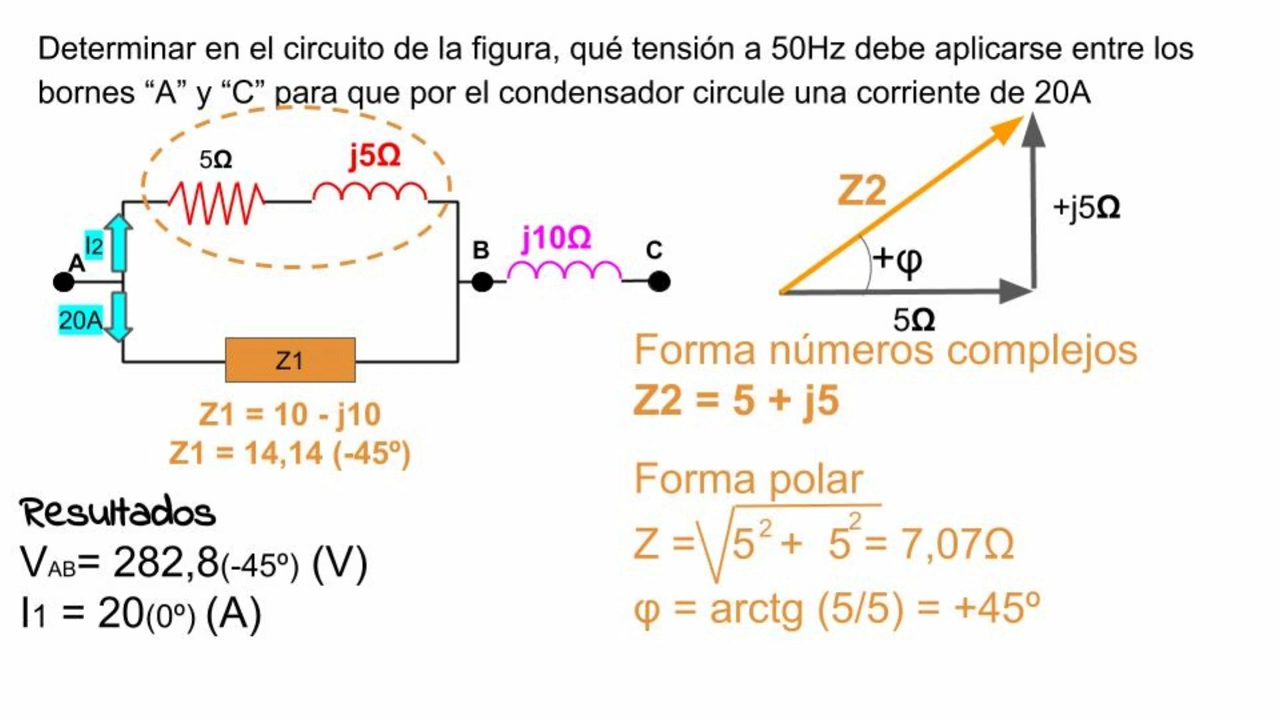 Determinar en el circuito de la figura, qué tensión a 50Hz debe aplicarse entre los
bornes “A” y “C” para que por el condensador circule una corriente de 20A
5Ω
j5Ω
I2
A
20A
B
j10Ω
C
Z1
Z1 = 10 - j10
Z1 = 14,14 (-45º)
Z2
+φ
+j5Ω
5Ω
Forma números complejos
Z2 = 5 + j5
Forma polar
Z = √5² + 5² = 7,07Ω
φ = arctg (5/5) = +45º
Resultados
VAB= 282,8(-45º) (V)
I1 = 20(0º) (A)